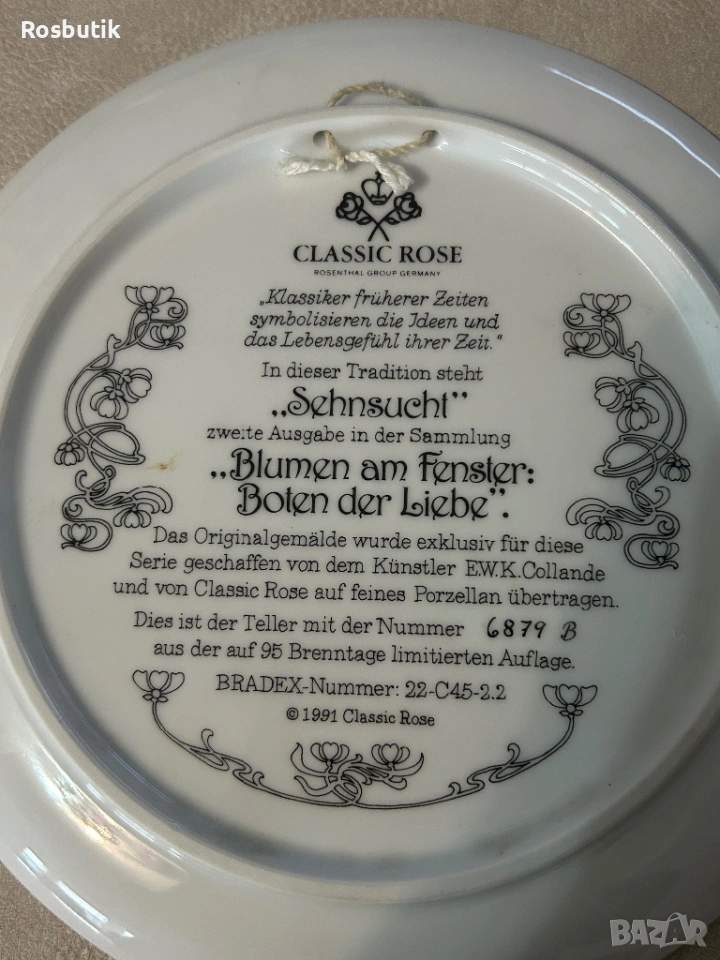 Rosbutik
CLASSIC ROSE
ROSENTHAL GROUP GERMANY
„Klassiker früherer Zeiten
symbolisieren die Ideen und
das Lebensgefühl ihrer Zeit."
In dieser Tradition steht
„Sehnsucht"
zweite Ausgabe in der Sammlung
„Blumen am Fenster:
Boten der Liebe".
Das Originalgemälde wurde exklusiv für diese
Serie geschaffen von dem Künstler E.W.K.Collande
und von Classic Rose auf feines Porzellan übertragen.
Dies ist der Teller mit der Nummer 6879 B
aus der auf 95 Brenntage limitierten Auflage.
BRADEX-Nummer: 22-C45-2.2
© 1991 Classic Rose
BAZAR